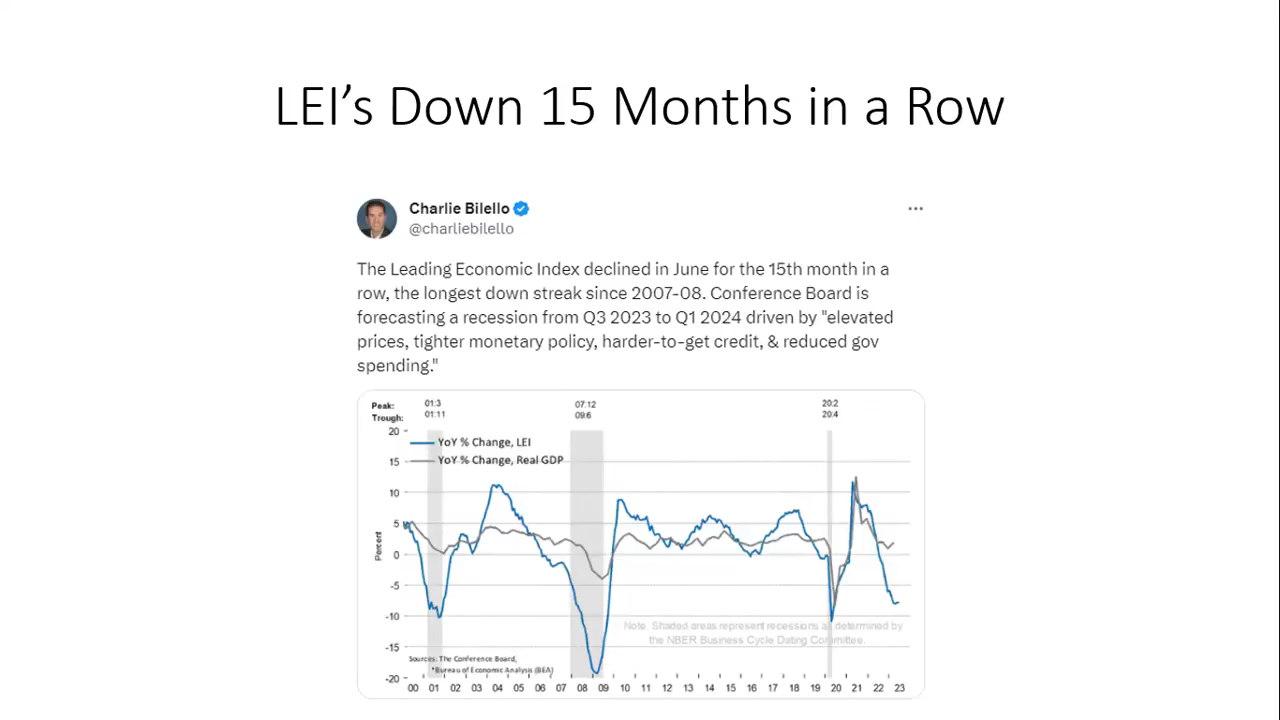 LEI’s Down 15 Months in a Row
Charlie Bilello
@charliebilello
The Leading Economic Index declined in June for the 15th month in a
row, the longest down streak since 2007-08. Conference Board is
forecasting a recession from Q3 2023 to Q1 2024 driven by "elevated
prices, tighter monetary policy, harder-to-get credit, & reduced gov
spending."
Peak: 01:3 07:12 20:2
Trough: 01:11 09:6 20:4
20
YoY % Change, LEI
15
YoY % Change, Real GDP
10
5
Percent
0
-5
-10
Note. Shaded areas represent recessions as determined by
the NBER Business Cycle Dating Committee.
-15
Sources: The Conference Board,
*Bureau of Economic Analysis (BEA)
-20
00 01 02 03 04 05 06 07 08 09 10 11 12 13 14 15 16 17 18 19 20 21 22 23